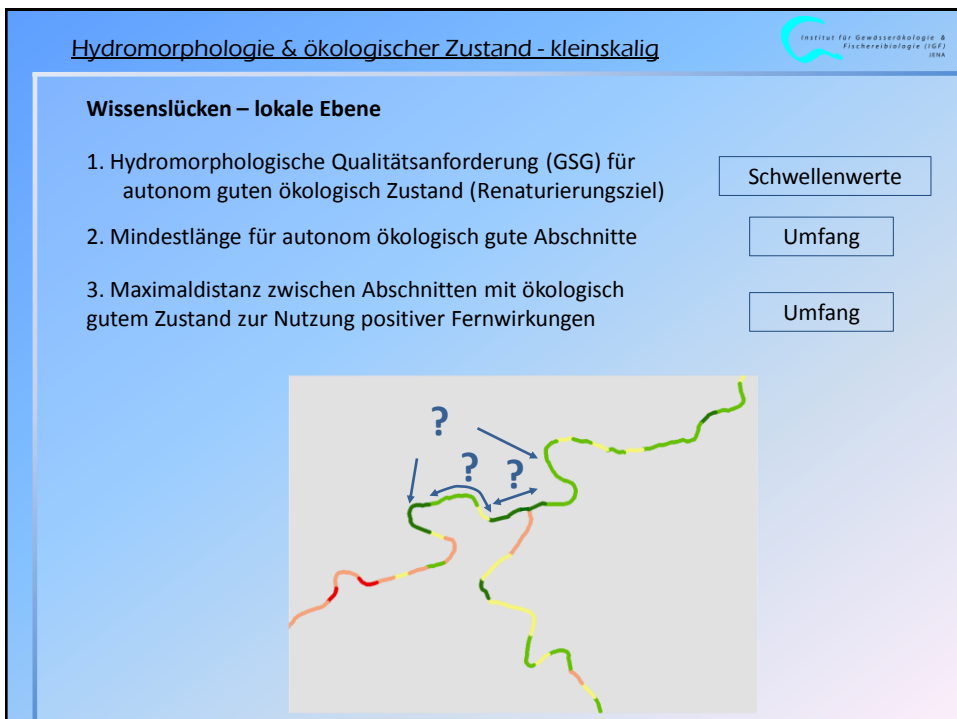 Hydromorphologie & ökologischer Zustand - kleinskalig
Institut für Gewässerökologie &
Fischereibiologie (IGF)
JENA
Wissenslücken – lokale Ebene
1. Hydromorphologische Qualitätsanforderung (GSG) für
autonom guten ökologisch Zustand (Renaturierungsziel)
Schwellenwerte
2. Mindestlänge für autonom ökologisch gute Abschnitte
Umfang
3. Maximaldistanz zwischen Abschnitten mit ökologisch
gutem Zustand zur Nutzung positiver Fernwirkungen
Umfang
?
? ?